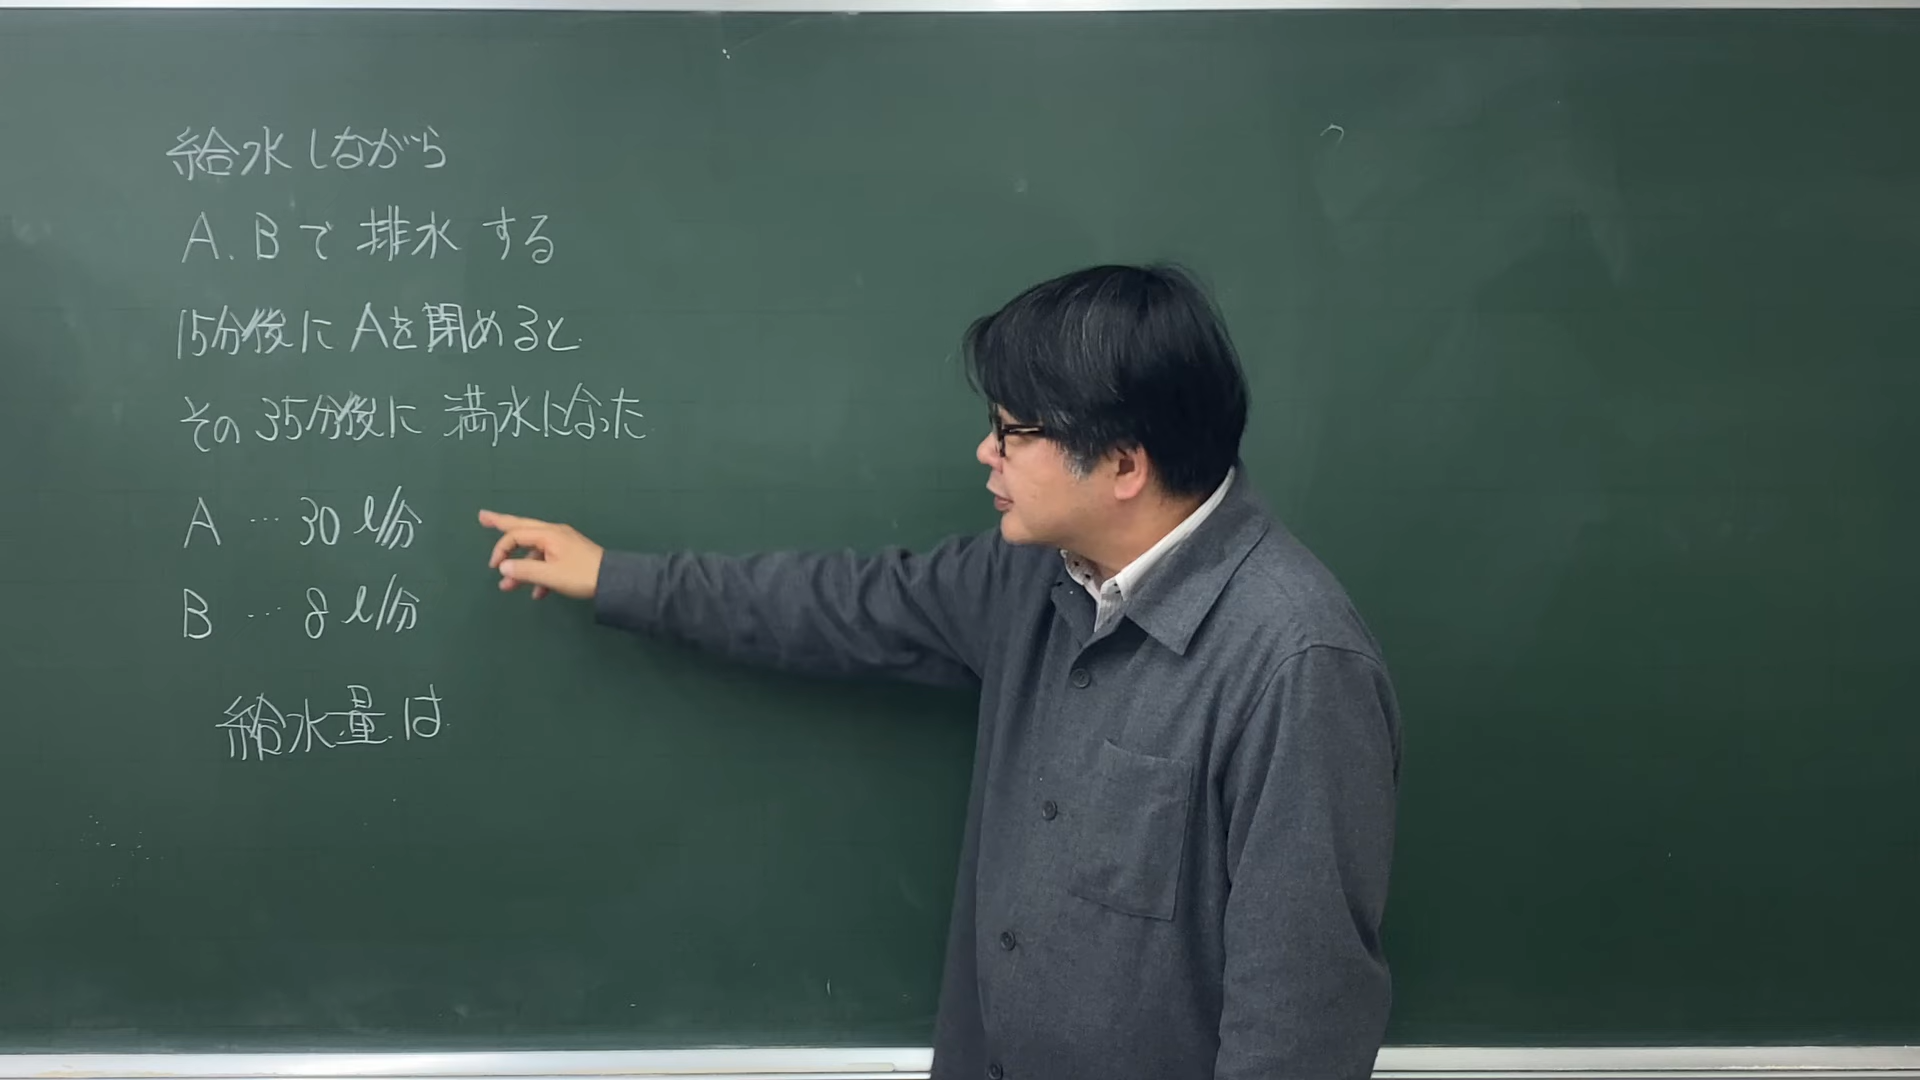 給水しながら
A.Bで排水する
15分後にAを閉めると
その35分後に満水になった
A … 30ℓ/分
B … 8ℓ/分
給水量は